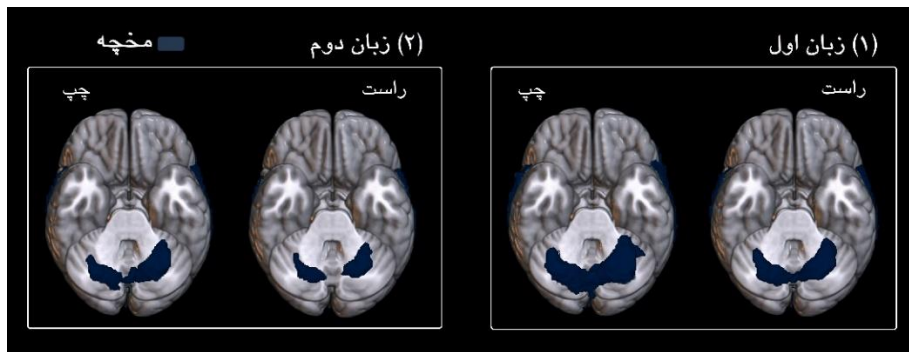 (۱) زبان اول
(۲) زبان دوم
مخچه
راست
چپ
راست
چپ